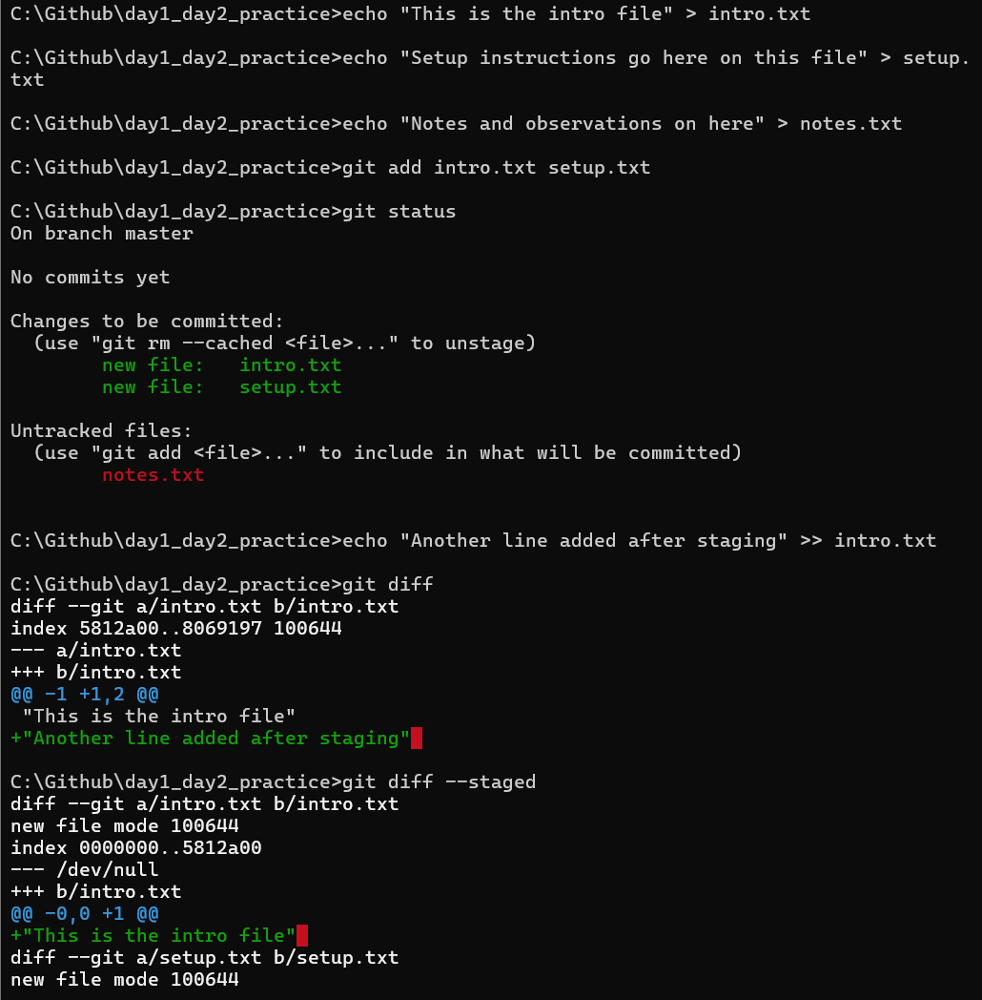 C:\Github\day1_day2_practice>echo "This is the intro file" > intro.txt
C:\Github\day1_day2_practice>echo "Setup instructions go here on this file" > setup.
txt
C:\Github\day1_day2_practice>echo "Notes and observations on here" > notes.txt
C:\Github\day1_day2_practice>git add intro.txt setup.txt
C:\Github\day1_day2_practice>git status
On branch master
No commits yet
Changes to be committed:
  (use "git rm --cached <file>..." to unstage)
        new file:   intro.txt
        new file:   setup.txt
Untracked files:
  (use "git add <file>..." to include in what will be committed)
        notes.txt
C:\Github\day1_day2_practice>echo "Another line added after staging" >> intro.txt
C:\Github\day1_day2_practice>git diff
diff --git a/intro.txt b/intro.txt
index 5812a00..8069197 100644
--- a/intro.txt
+++ b/intro.txt
@@ -1 +1,2 @@
 "This is the intro file"
+"Another line added after staging"
C:\Github\day1_day2_practice>git diff --staged
diff --git a/intro.txt b/intro.txt
new file mode 100644
index 0000000..5812a00
--- /dev/null
+++ b/intro.txt
@@ -0,0 +1 @@
+"This is the intro file"
diff --git a/setup.txt b/setup.txt
new file mode 100644